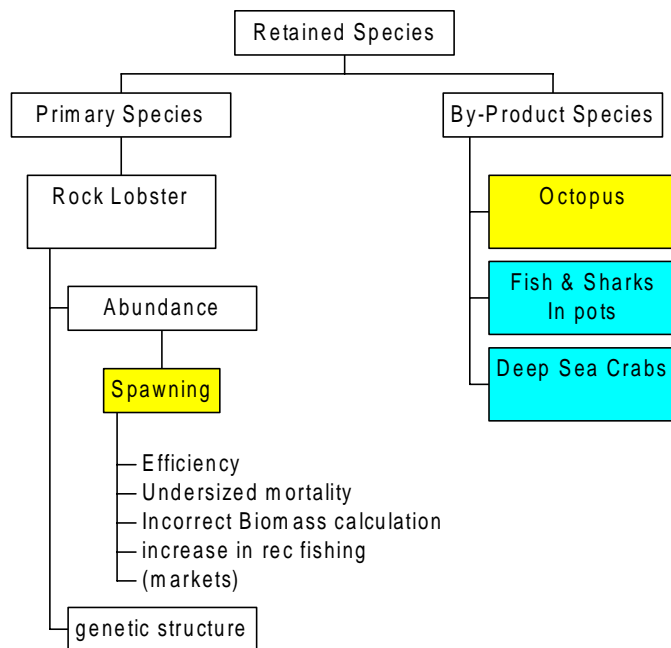 Retained Species
Primary Species
By-Product Species
Rock Lobster
Octopus
Fish & Sharks
In pots
Deep Sea Crabs
Abundance
Spawning
Efficiency
Undersized mortality
Incorrect Biomass calculation
increase in rec fishing
(markets)
genetic structure